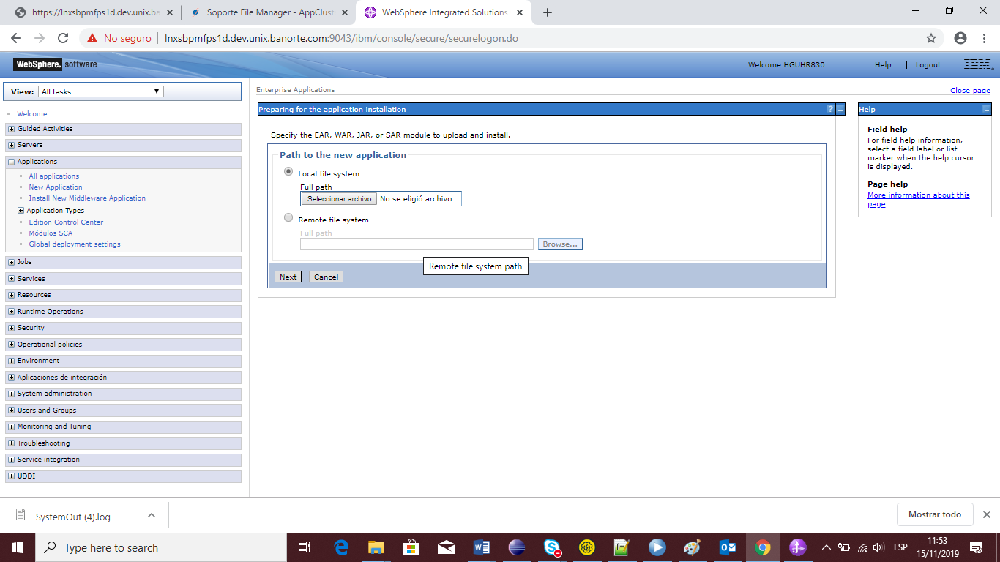 https://lnxsbpmfps1d.dev.unix.ba
Soporte File Manager - AppClust
WebSphere Integrated Solutions
No seguro
lnxsbpmfps1d.dev.unix.banorte.com:9043/ibm/console/secure/securelogon.do
WebSphere. software
Welcome HGUHR830
Help | Logout
IBM.
View: All tasks
Welcome
Guided Activities
Servers
Applications
All applications
New Application
Install New Middleware Application
Application Types
Edition Control Center
Módulos SCA
Global deployment settings
Jobs
Services
Resources
Runtime Operations
Security
Operational policies
Environment
Aplicaciones de integración
System administration
Users and Groups
Monitoring and Tuning
Troubleshooting
Service integration
UDDI
Enterprise Applications
Close page
Preparing for the application installation
?
Specify the EAR, WAR, JAR, or SAR module to upload and install.
Path to the new application
Local file system
Full path
Seleccionar archivo No se eligió archivo
Remote file system
Full path
Browse...
Remote file system path
Next Cancel
Help
Field help
For field help information,
select a field label or list
marker when the help cursor
is displayed.
Page help
More information about this
page
SystemOut (4).log
Mostrar todo
Type here to search
ESP
11:53
15/11/2019